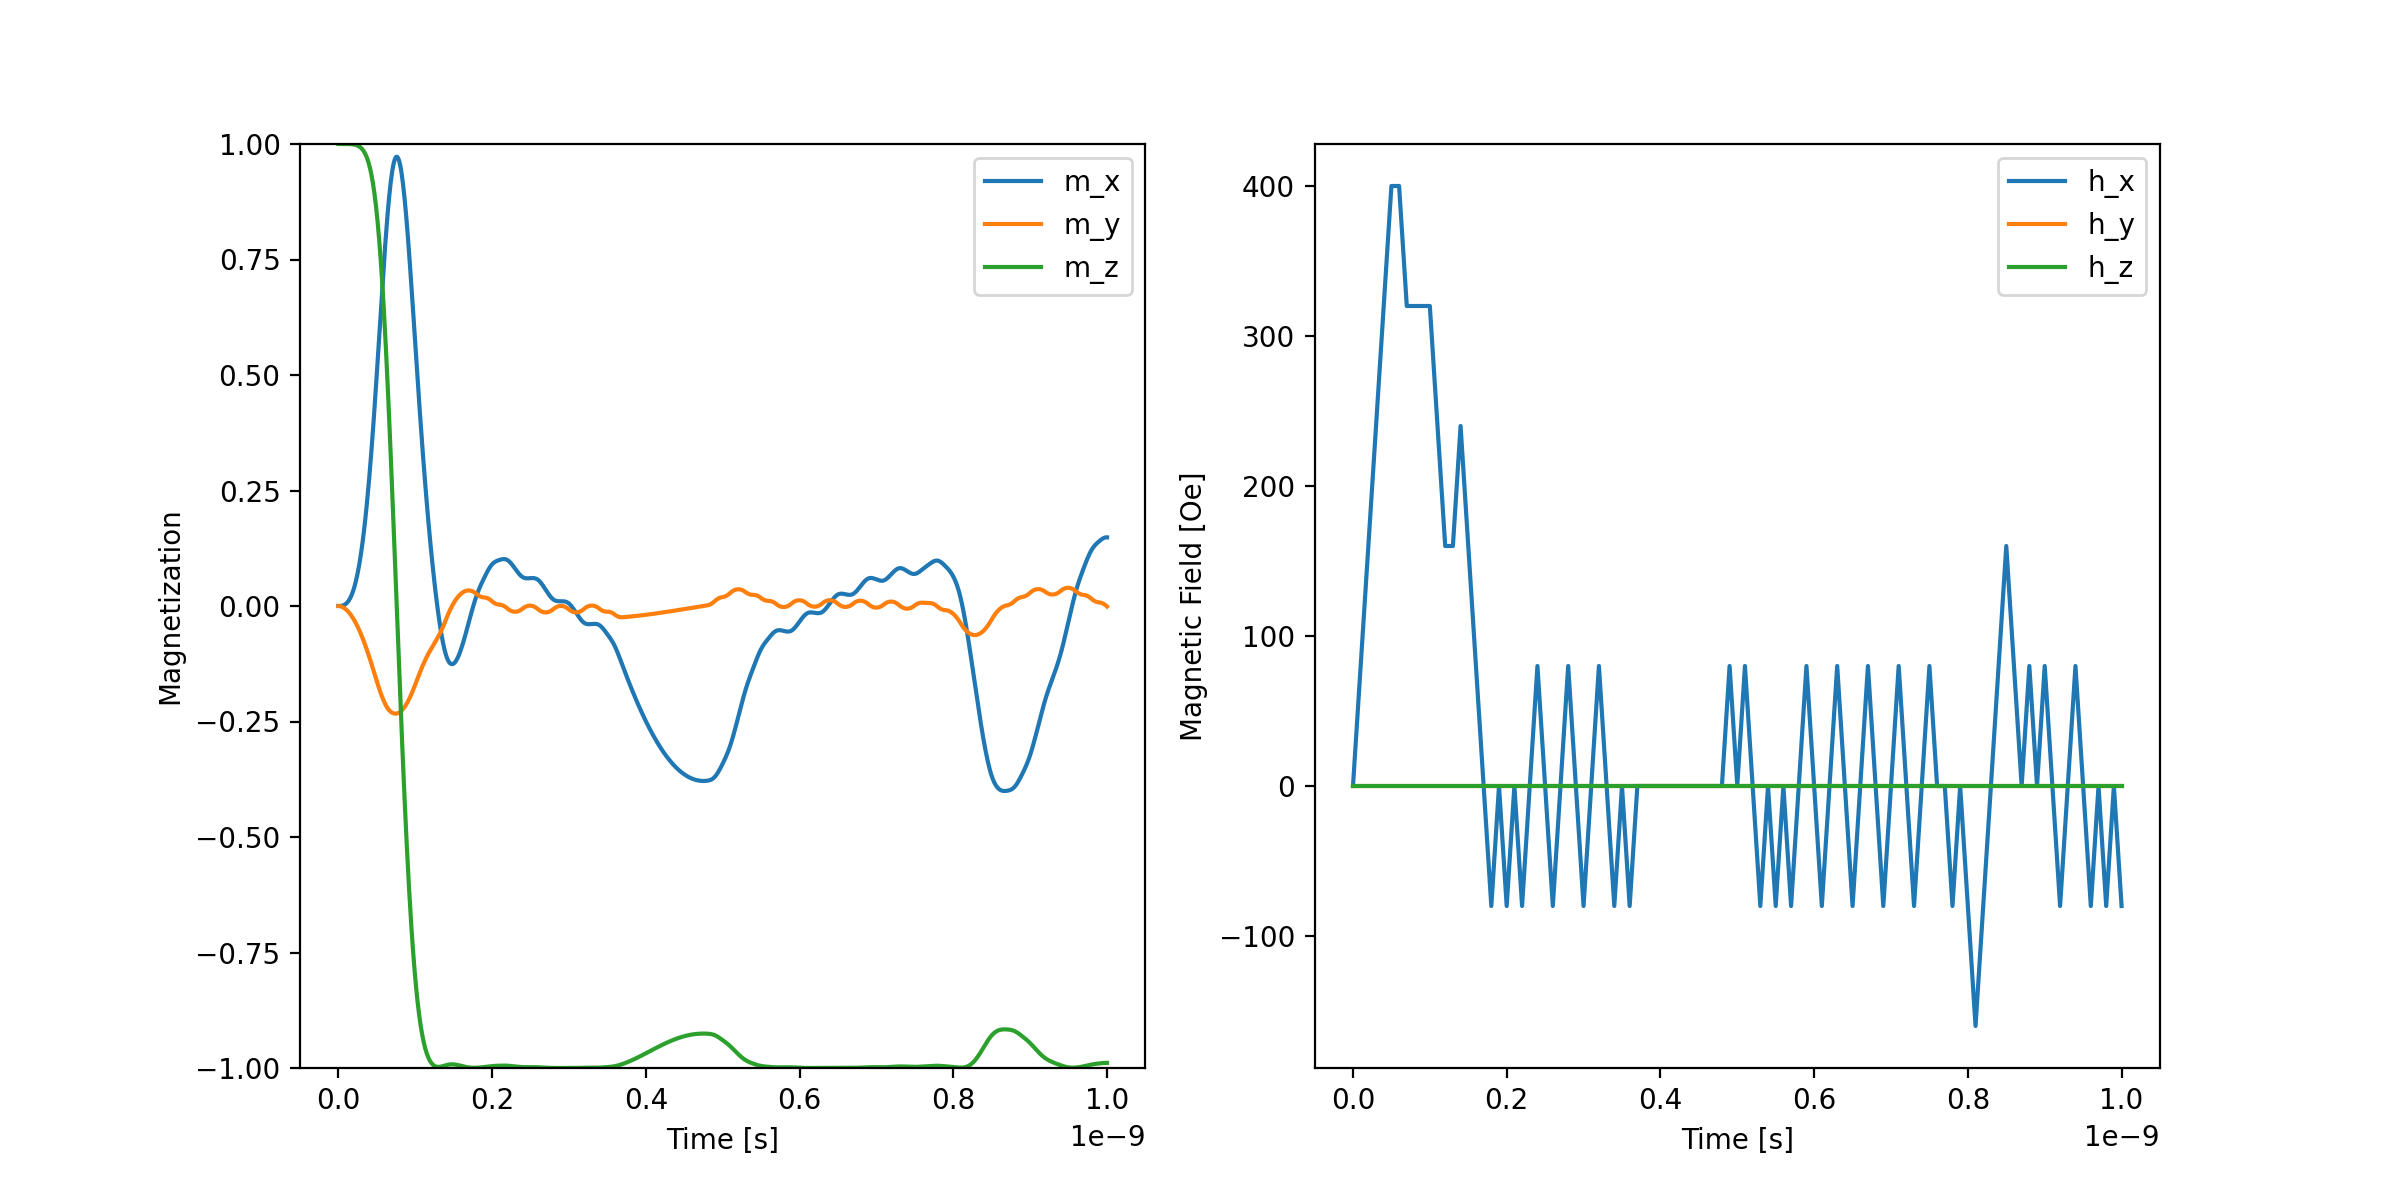 1.00
0.75
0.50
0.25
0.00
−0.25
−0.50
−0.75
−1.00
Magnetization
0.0 0.2 0.4 0.6 0.8 1.0
Time [s]
1e−9
m_x
m_y
m_z
400
300
200
100
0
−100
Magnetic Field [Oe]
0.0 0.2 0.4 0.6 0.8 1.0
Time [s]
1e−9
h_x
h_y
h_z